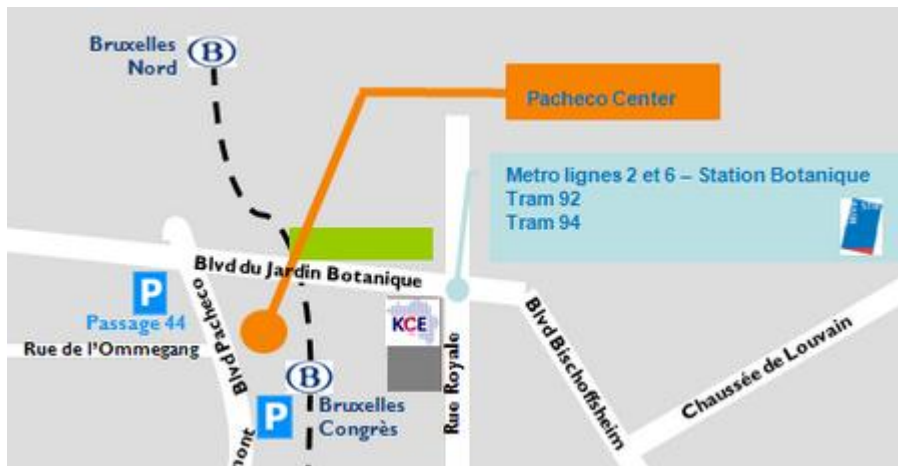 Bruxelles
Nord
B
Pacheco Center
Metro lignes 2 et 6 – Station Botanique
Tram 92
Tram 94
Blvd du Jardin Botanique
P
Passage 44
Rue de l'Ommegang
Blvd Pacheco
KCE
B
Bruxelles
Congrès
P
Rue Royale
Blvd Bischoffsheim
Chaussée de Louvain